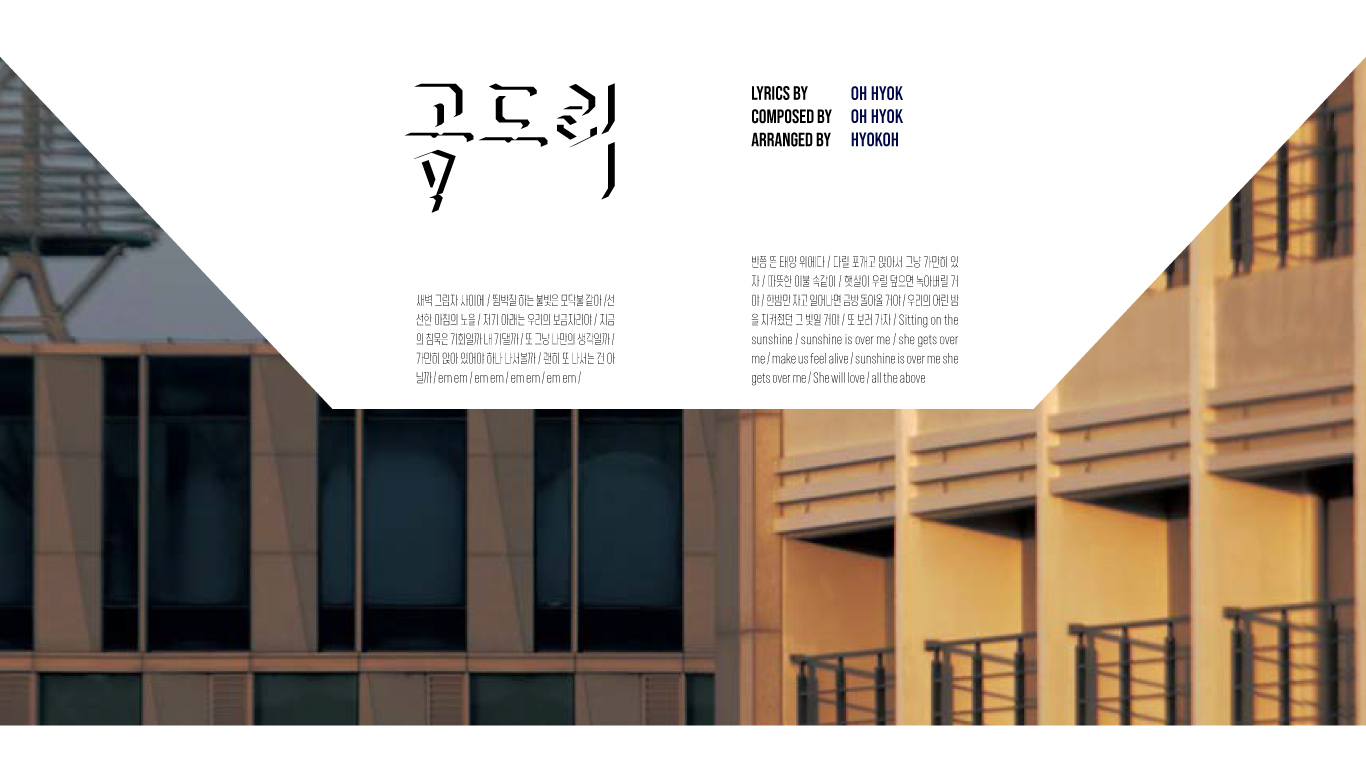 공드리
LYRICS BY OH HYOK
COMPOSED BY OH HYOK
ARRANGED BY HYOKOH
새벽 그림자 사이에 / 뜀박질 하는 불빛은 모닥불 같아 /선
선한 아침의 노을 / 저기 아래는 우리의 보금자리야 / 지금
의 침묵은 기회일까 내 기댈까 / 또 그냥 나만의 생각일까 /
가만히 앉아 있어야 하나 나서볼까 / 괜히 또 나서는 건 아
닐까 / em em / em em / em em / em em /
반쯤 뜬 태양 위에다 / 다릴 포개고 앉아서 그냥 가만히 있
자 / 따뜻한 이불 속같이 / 햇살이 우릴 덮으면 녹아버릴 거
야 / 한밤만 자고 일어나면 금방 돌아올 거야 / 우리의 어린 밤
을 지켜줬던 그 빛일 거야 / 또 보러 가자 / Sitting on the
sunshine / sunshine is over me / she gets over
me / make us feel alive / sunshine is over me she
gets over me / She will love / all the above